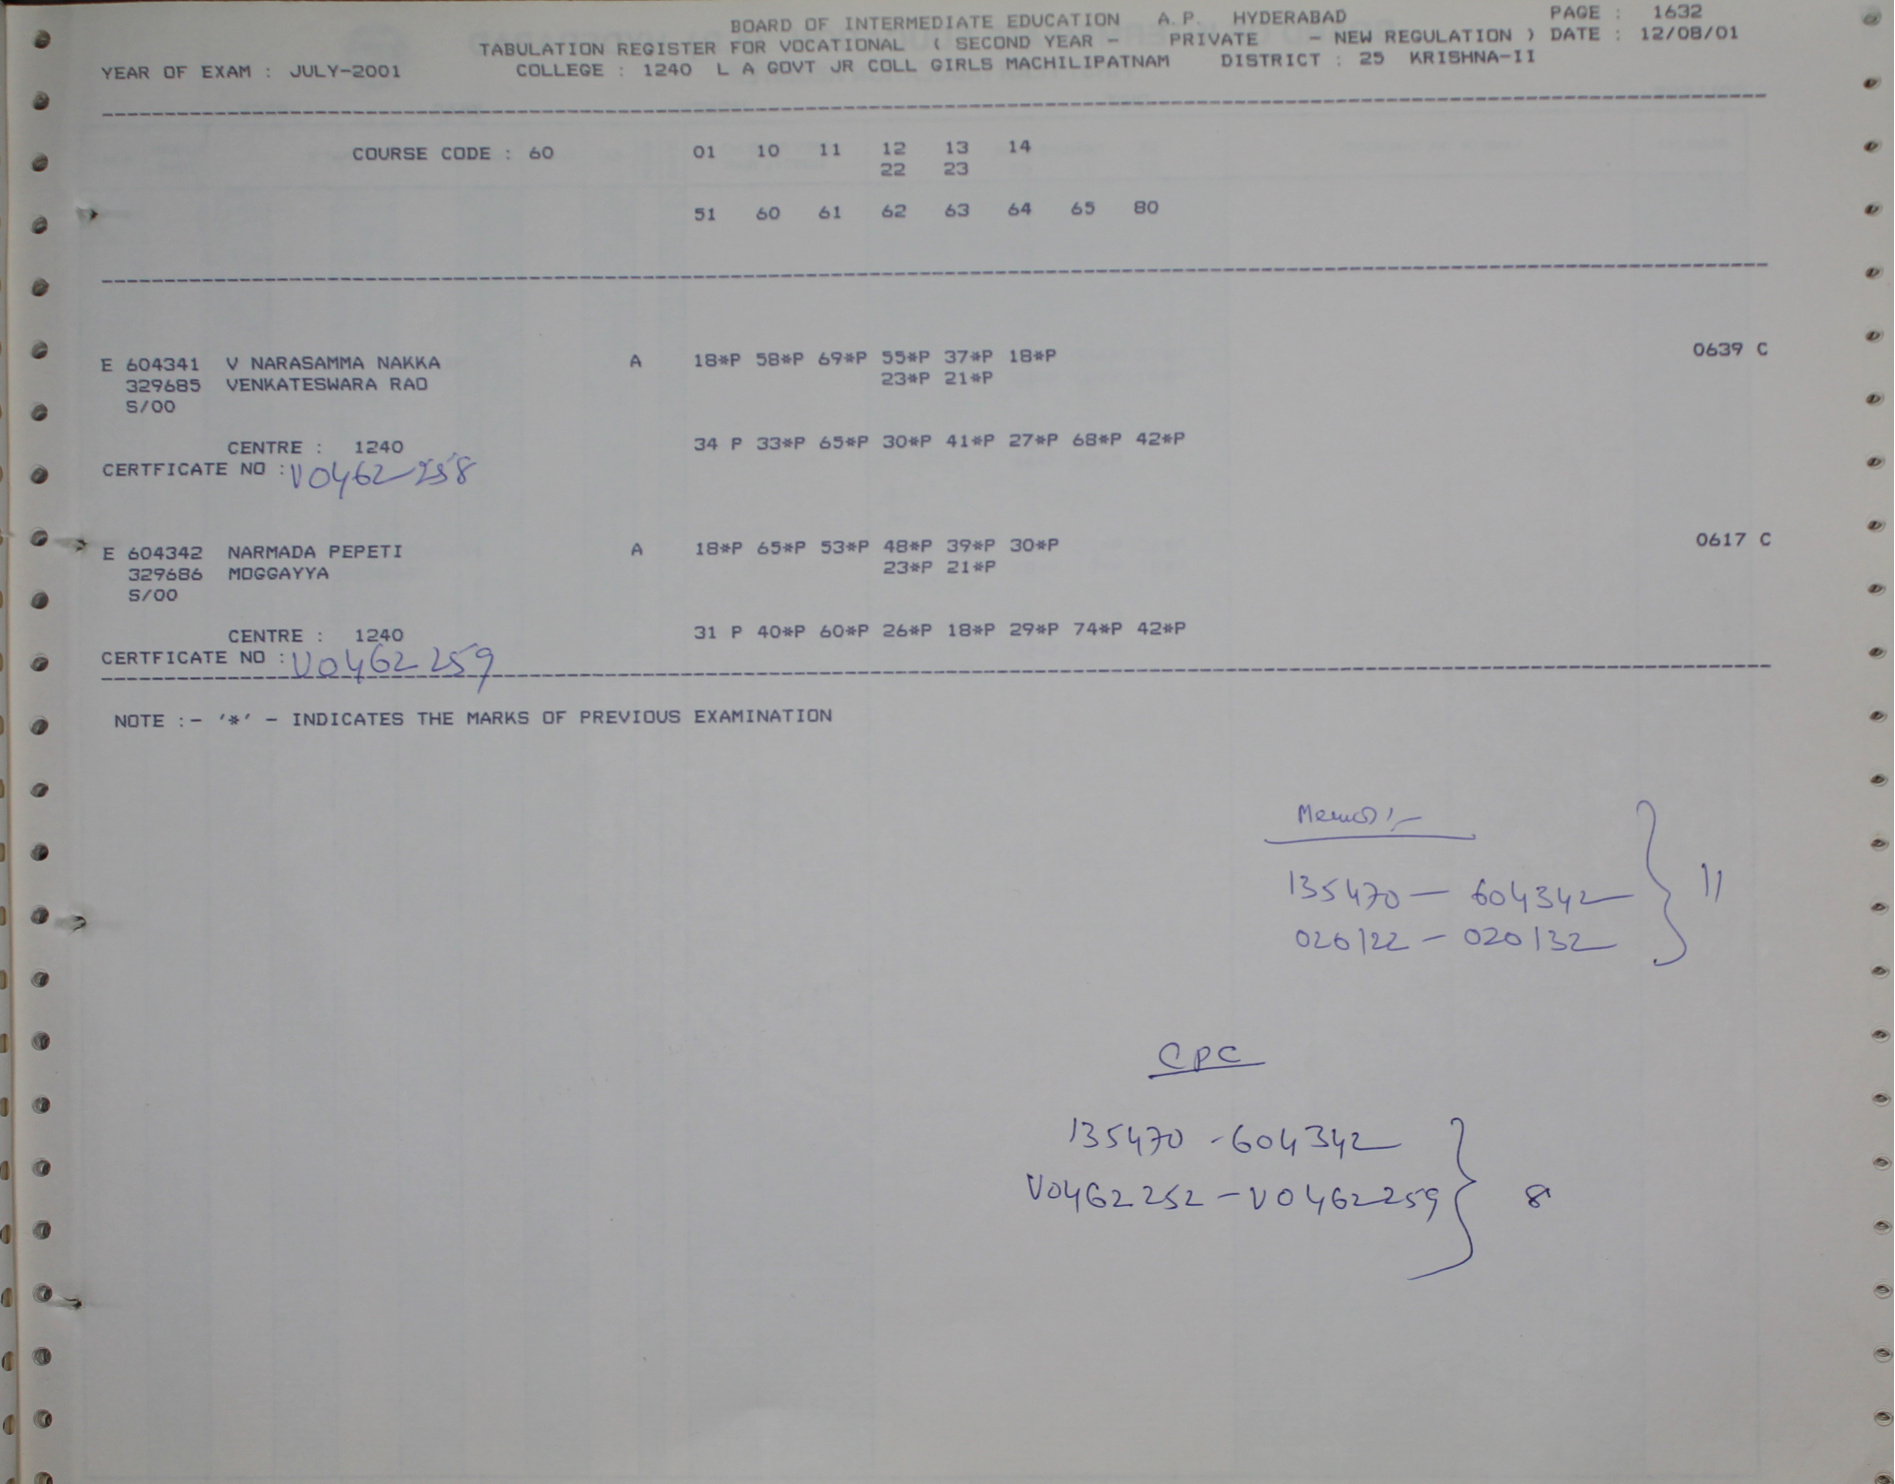 BOARD OF INTERMEDIATE EDUCATION A.P. HYDERABAD PAGE : 1632
TABULATION REGISTER FOR VOCATIONAL ( SECOND YEAR - PRIVATE - NEW REGULATION ) DATE : 12/08/01
YEAR OF EXAM : JULY-2001 COLLEGE : 1240 L A GOVT JR COLL GIRLS MACHILIPATNAM DISTRICT : 25 KRISHNA-II
COURSE CODE : 60 01 10 11 12 13 14
22 23
51 60 61 62 63 64 65 80
E 604341 V NARASAMMA NAKKA A 18*P 58*P 69*P 55*P 37*P 18*P 0639 C
329685 VENKATESWARA RAO 23*P 21*P
S/00
CENTRE : 1240 34 P 33*P 65*P 30*P 41*P 27*P 68*P 42*P
CERTFICATE NO : V0462258
E 604342 NARMADA PEPETI A 18*P 65*P 53*P 48*P 39*P 30*P 0617 C
329686 MOGGAYYA 23*P 21*P
S/00
CENTRE : 1240 31 P 40*P 60*P 26*P 18*P 29*P 74*P 42*P
CERTFICATE NO : V0462259
NOTE :- '*' - INDICATES THE MARKS OF PREVIOUS EXAMINATION
Memo :-
135470 — 604342 11
020122 - 020132
CPC
135470 - 604342
V0462252 - V0462259 8